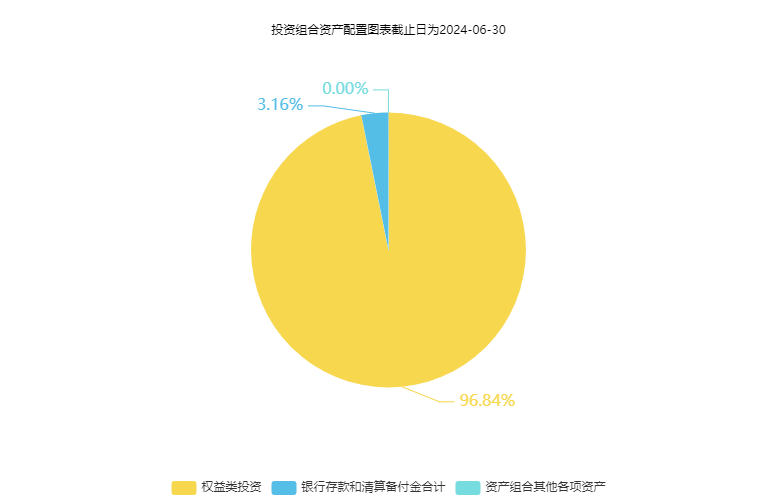 投资组合资产配置图表截止日为2024-06-30
0.00%
3.16%
96.84%
权益类投资
银行存款和清算备付金合计
资产组合其他各项资产